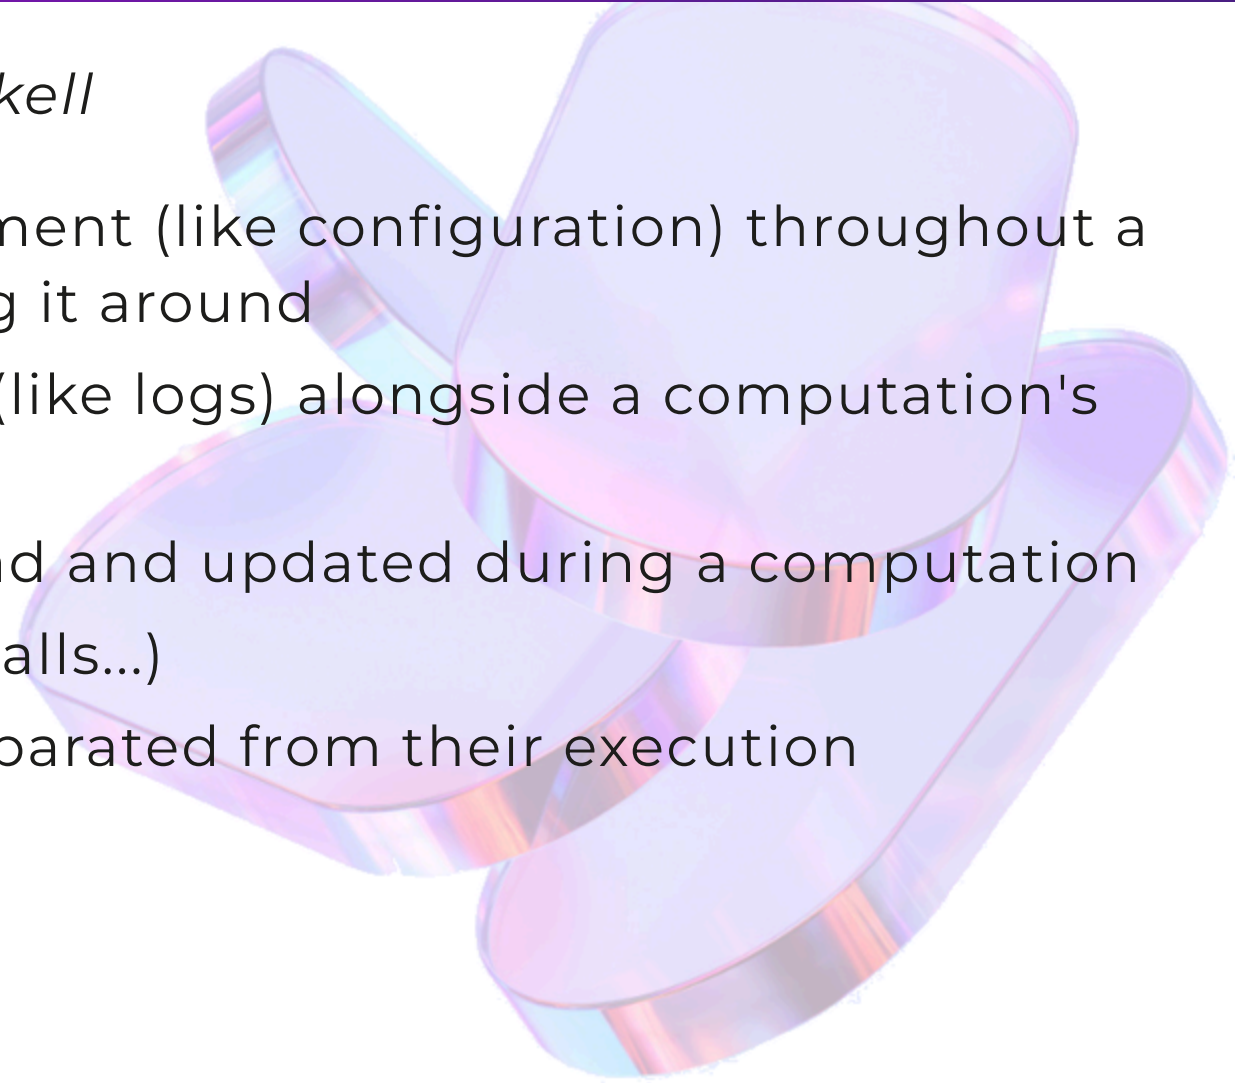 kell
ment (like configuration) throughout a
g it around
(like logs) alongside a computation's
nd and updated during a computation
alls...)
parated from their execution